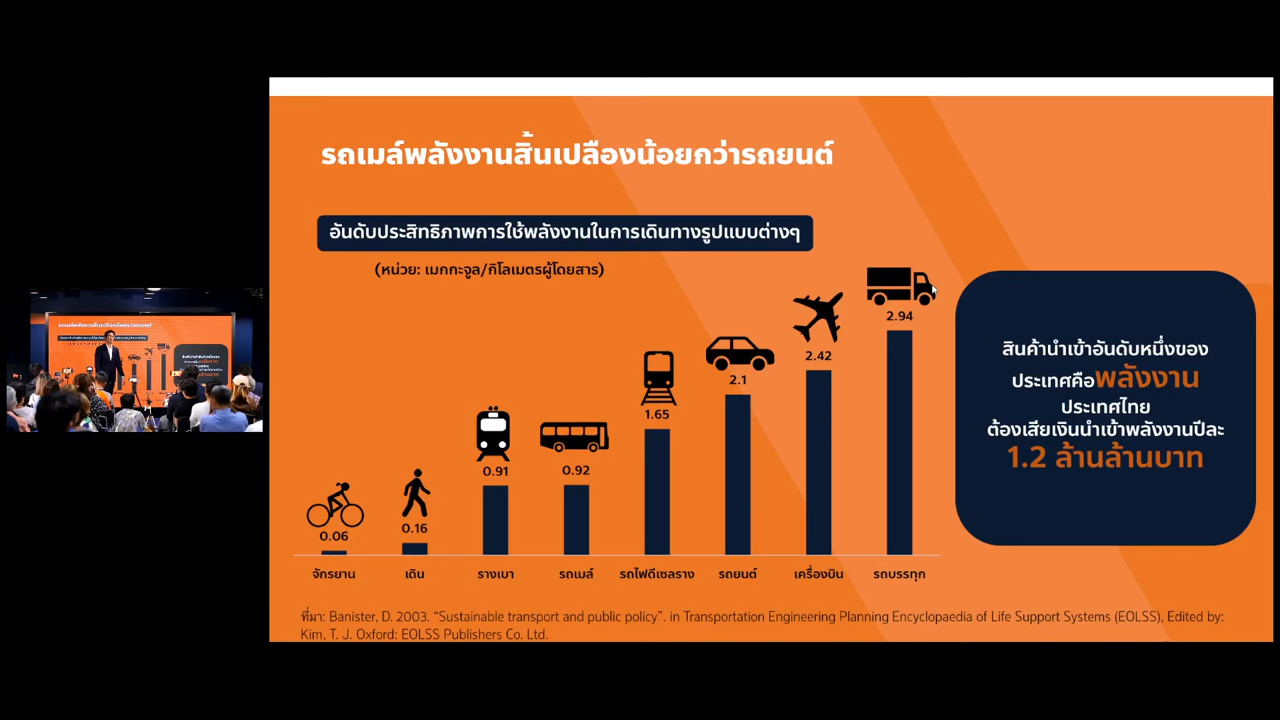 รถเมล์พลังงานสิ้นเปลืองน้อยกว่ารถยนต์
อันดับประสิทธิภาพการใช้พลังงานในการเดินทางรูปแบบต่างๆ
(หน่วย: เมกกะจูล/กิโลเมตรผู้โดยสาร)
0.06
0.16
0.91
0.92
1.65
2.1
2.42
2.94
จักรยาน
เดิน
รางเบา
รถเมล์
รถไฟดีเซลราง
รถยนต์
เครื่องบิน
รถบรรทุก
สินค้านำเข้าอันดับหนึ่งของ
ประเทศคือพลังงาน
ประเทศไทย
ต้องเสียเงินนำเข้าพลังงานปีละ
1.2 ล้านล้านบาท
ที่มา: Banister, D. 2003. “Sustainable transport and public policy”. in Transportation Engineering Planning Encyclopaedia of Life Support Systems (EOLSS), Edited by:
Kim, T. J. Oxford: EOLSS Publishers Co. Ltd.